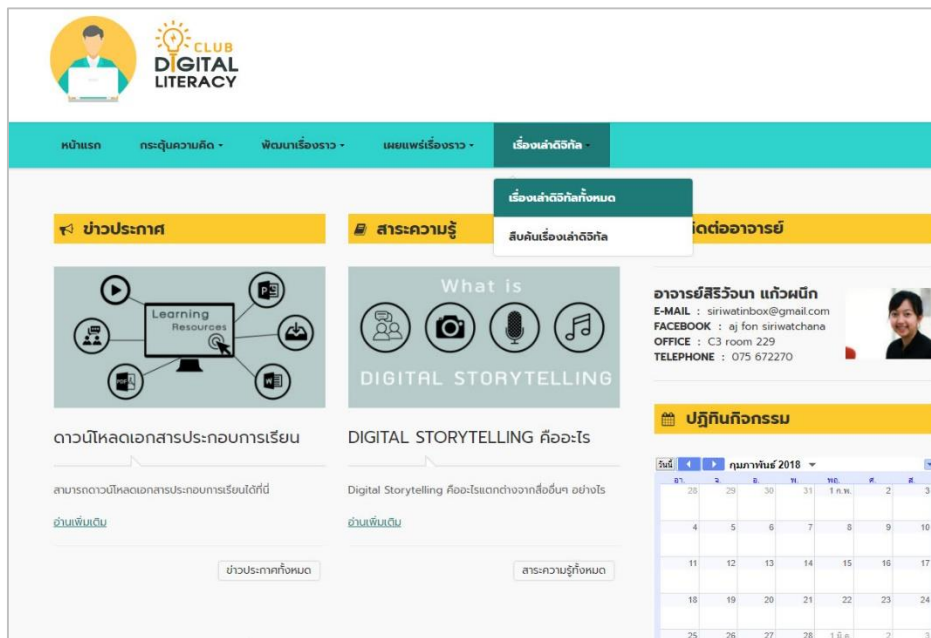 CLUB
DIGITAL
LITERACY
หน้าแรก กระตุ้นความคิด พัฒนาเรื่องราว เผยแพร่เรื่องราว เรื่องเล่าดิจิทัล
เรื่องเล่าดิจิทัลทั้งหมด
สืบค้นเรื่องเล่าดิจิทัล
ข่าวประกาศ
Learning
Resources
ดาวน์โหลดเอกสารประกอบการเรียน
สามารถดาวน์โหลดเอกสารประกอบการเรียนได้ที่นี่
อ่านเพิ่มเติม
ข่าวประกาศทั้งหมด
สาระความรู้
What is
DIGITAL STORYTELLING
DIGITAL STORYTELLING คืออะไร
Digital Storytelling คืออะไรแตกต่างจากสื่ออื่นๆ อย่างไร
อ่านเพิ่มเติม
สาระความรู้ทั้งหมด
ิดต่ออาจารย์
อาจารย์สิริวัจนา แก้วผนึก
E-MAIL : siriwatinbox@gmail.com
FACEBOOK : aj fon siriwatchana
OFFICE : C3 room 229
TELEPHONE : 075 672270
ปฏิทินกิจกรรม
วันนี้ กุมภาพันธ์ 2018
อา. จ. อ. พ. พฤ. ศ. ส.
28 29 30 31 1 ก.พ. 2 3
4 5 6 7 8 9 10
11 12 13 14 15 16 17
18 19 20 21 22 23 24
25 26 27 28 1 มี.ค. 2 3